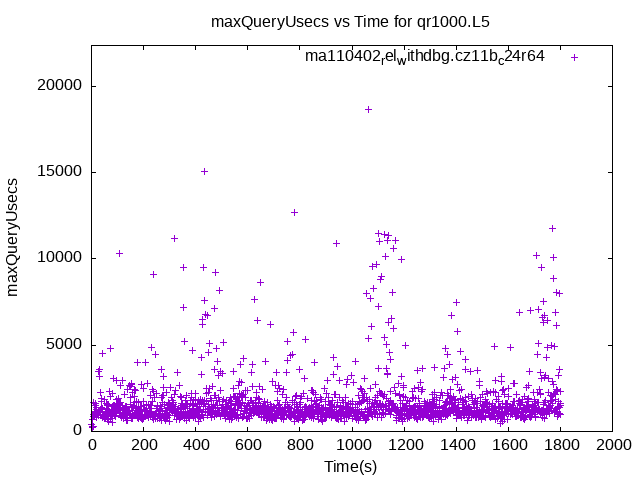 maxQueryUsecs vs Time for qr1000.L5
ma110402relwithdbg.cz11bc24r64
maxQueryUsecs
20000
15000
10000
5000
0
0 200 400 600 800 1000 1200 1400 1600 1800 2000
Time(s)